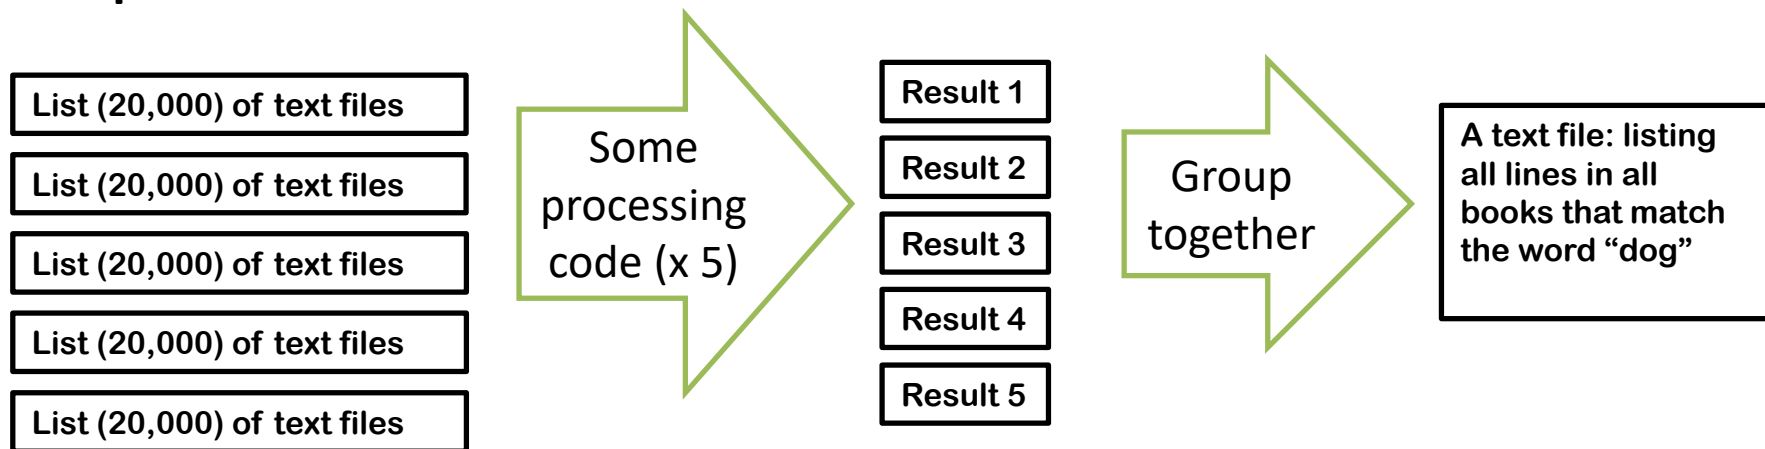 List (20,000) of text files
List (20,000) of text files
List (20,000) of text files
List (20,000) of text files
List (20,000) of text files
Some
processing
code (x 5)
Result 1
Result 2
Result 3
Result 4
Result 5
Group
together
A text file: listing
all lines in all
books that match
the word “dog”